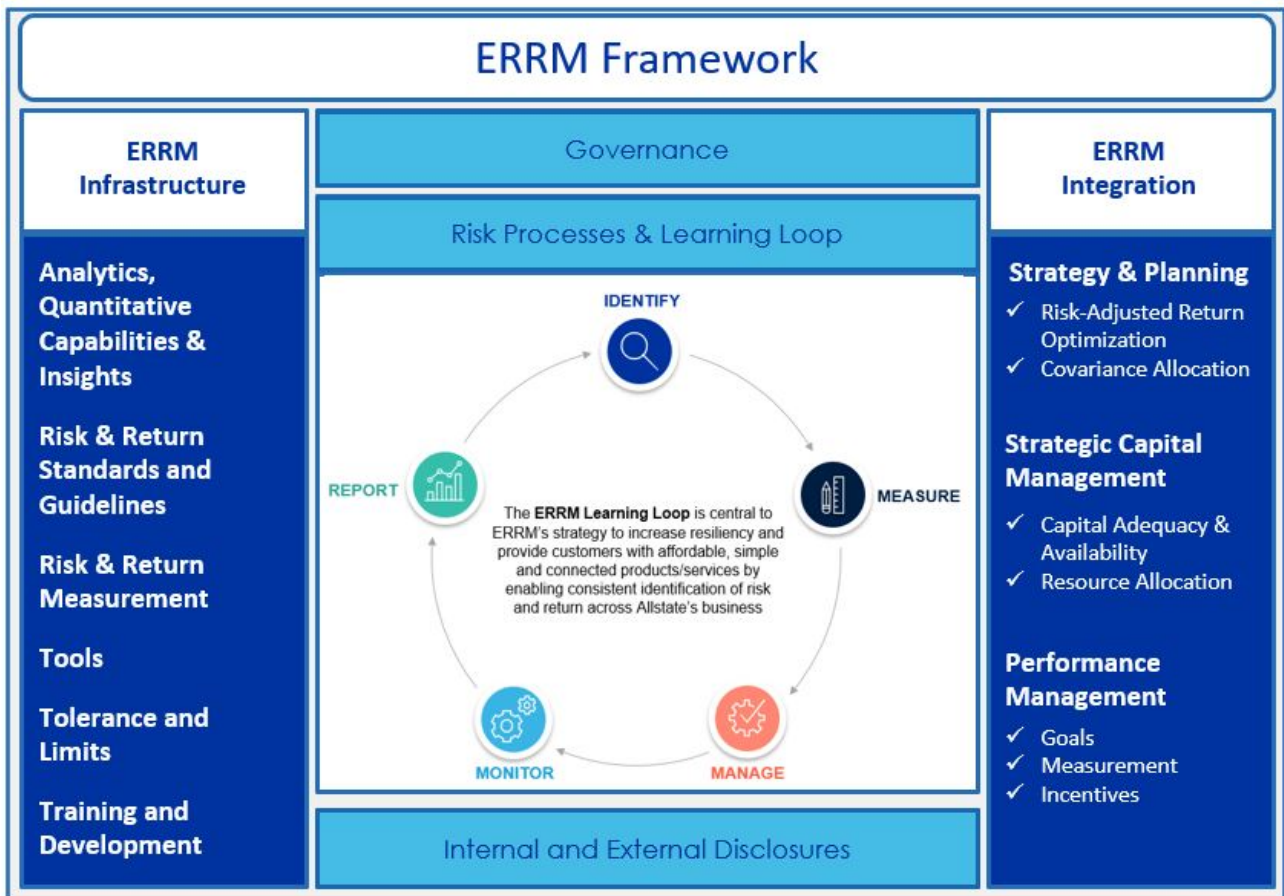 ERRM Framework
ERRM
Infrastructure
Analytics,
Quantitative
Capabilities &
Insights
Risk & Return
Standards and
Guidelines
Risk & Return
Measurement
Tools
Tolerance and
Limits
Training and
Development
Governance
Risk Processes & Learning Loop
IDENTIFY
MEASURE
MANAGE
MONITOR
REPORT
The ERRM Learning Loop is central to
ERRM's strategy to increase resiliency and
provide customers with affordable, simple
and connected products/services by
enabling consistent identification of risk
and return across Allstate's business
Internal and External Disclosures
ERRM
Integration
Strategy & Planning
✓ Risk-Adjusted Return
Optimization
✓ Covariance Allocation
Strategic Capital
Management
✓ Capital Adequacy &
Availability
✓ Resource Allocation
Performance
Management
✓ Goals
✓ Measurement
✓ Incentives